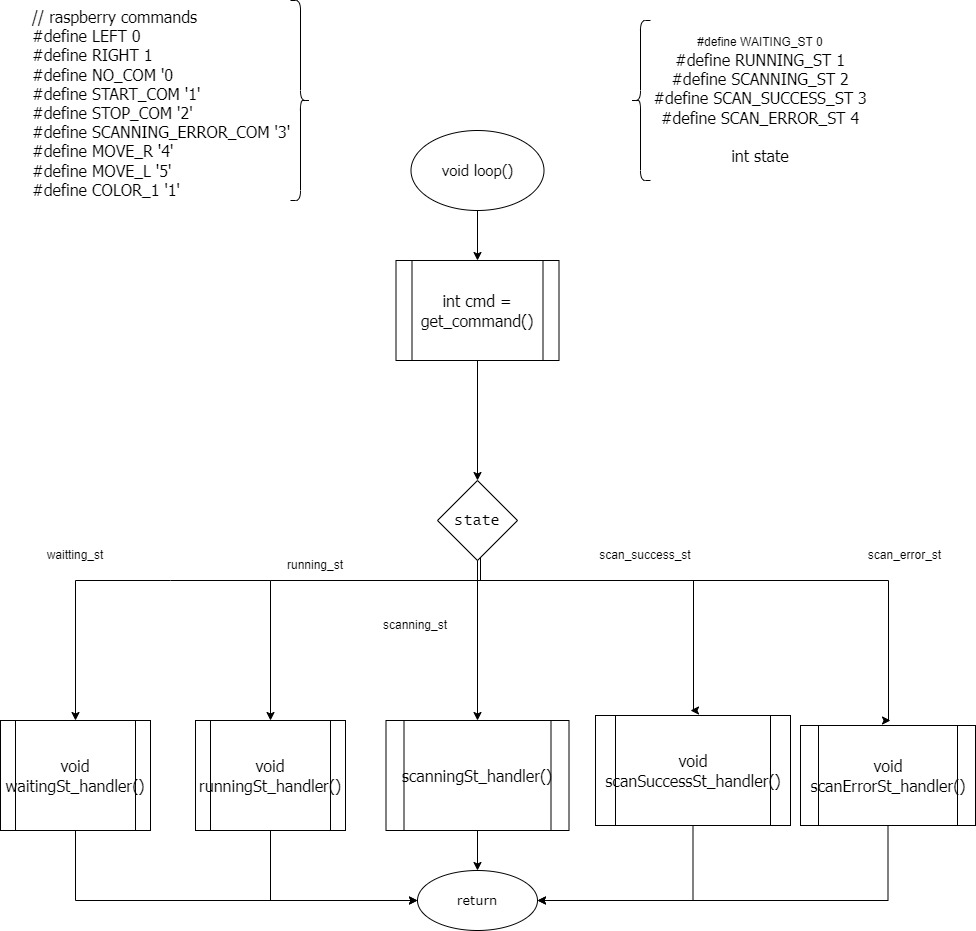 // raspberry commands
#define LEFT 0
#define RIGHT 1
#define NO_COM '0
#define START_COM '1'
#define STOP_COM '2'
#define SCANNING_ERROR_COM '3'
#define MOVE_R '4'
#define MOVE_L '5'
#define COLOR_1 '1'
#define WAITING_ST 0
#define RUNNING_ST 1
#define SCANNING_ST 2
#define SCAN_SUCCESS_ST 3
#define SCAN_ERROR_ST 4
int state
void loop()
int cmd =
get_command()
state
waitting_st
running_st
scanning_st
scan_success_st
scan_error_st
void
waitingSt_handler()
void
runningSt_handler()
scanningSt_handler()
void
scanSuccessSt_handler()
void
scanErrorSt_handler()
return